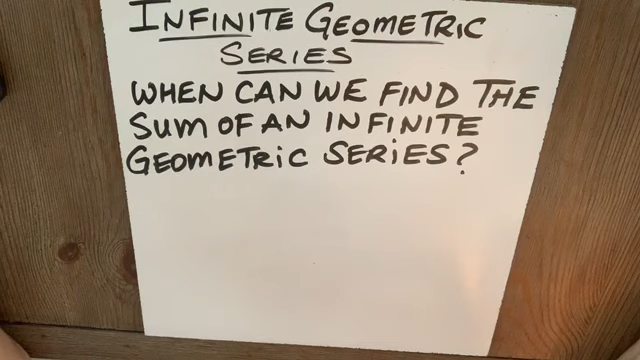 INFINITE GEOMETRIC
SERIES
WHEN CAN WE FIND THE
SUM OF AN INFINITE
GEOMETRIC SERIES?